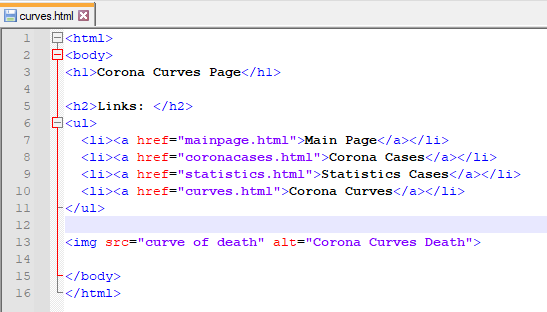 curves.html
1 <html>
2 <body>
3 <h1>Corona Curves Page</h1>
4
5 <h2>Links: </h2>
6 <ul>
7 <li><a href="mainpage.html">Main Page</a></li>
8 <li><a href="coronacases.html">Corona Cases</a></li>
9 <li><a href="statistics.html">Statistics Cases</a></li>
10 <li><a href="curves.html">Corona Curves</a></li>
11 </ul>
12
13 <img src="curve of death" alt="Corona Curves Death">
14
15 </body>
16 </html>